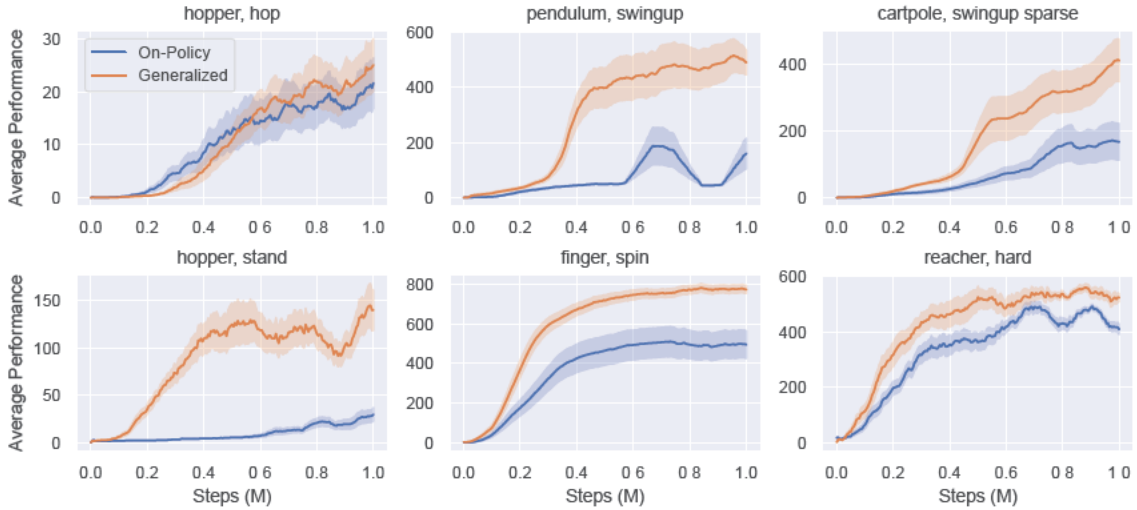 hopper, hop
pendulum, swingup
cartpole, swingup sparse
Average Performance
30
20
10
0
On-Policy
Generalized
0.0 0.2 0.4 0.6 0.8 1.0
600
400
200
0
0.0 0.2 0.4 0.6 0.8 1.0
400
200
0
0.0 0.2 0.4 0.6 0.8 1.0
hopper, stand
finger, spin
reacher, hard
Average Performance
150
100
50
0
0.0 0.2 0.4 0.6 0.8 1.0
Steps (M)
800
600
400
200
0
0.0 0.2 0.4 0.6 0.8 1.0
Steps (M)
600
400
200
0
0.0 0.2 0.4 0.6 0.8 1.0
Steps (M)